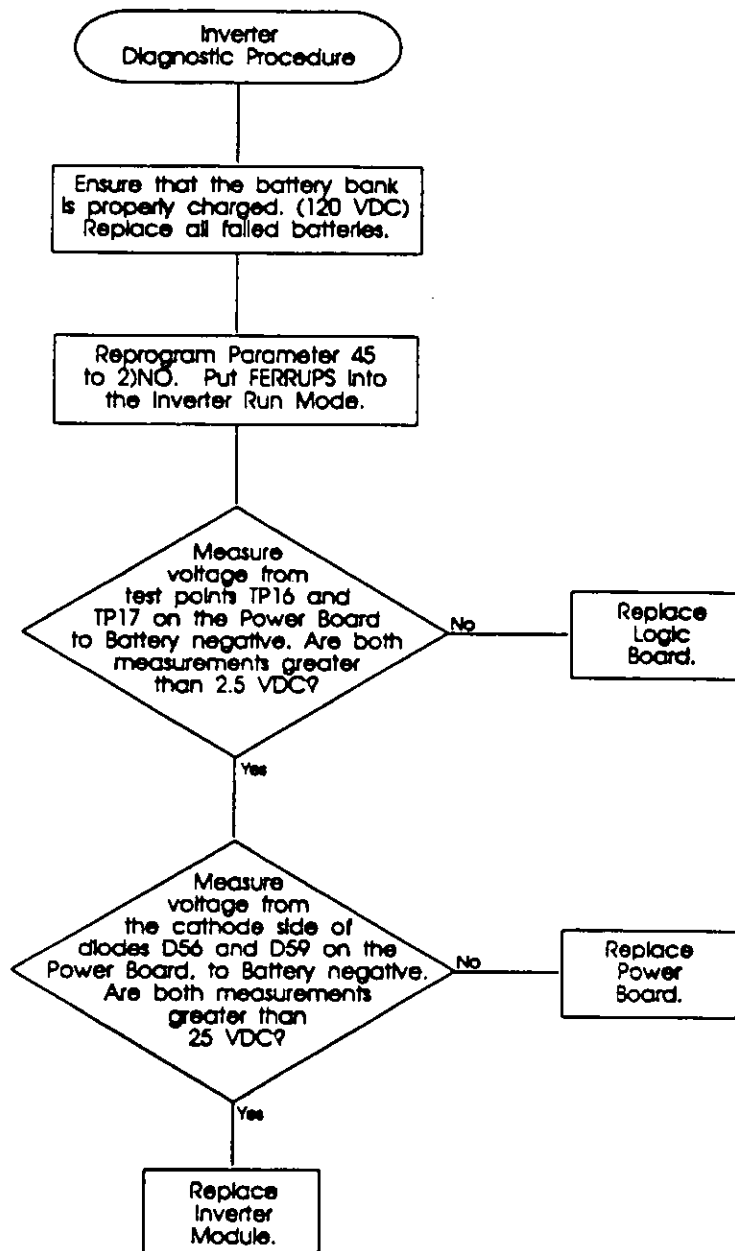 Inverter
Diagnostic Procedure
Ensure that the battery bank
is properly charged. (120 VDC)
Replace all failed batteries.
Reprogram Parameter 45
to 2)NO. Put FERRUPS into
the Inverter Run Mode.
Measure
voltage from
test points TP16 and
TP17 on the Power Board
to Battery negative. Are both
measurements greater
than 2.5 VDC?
No
Replace
Logic
Board.
Yes
Measure
voltage from
the cathode side of
diodes D56 and D59 on the
Power Board, to Battery negative.
Are both measurements
greater than
25 VDC?
No
Replace
Power
Board.
Yes
Replace
Inverter
Module.